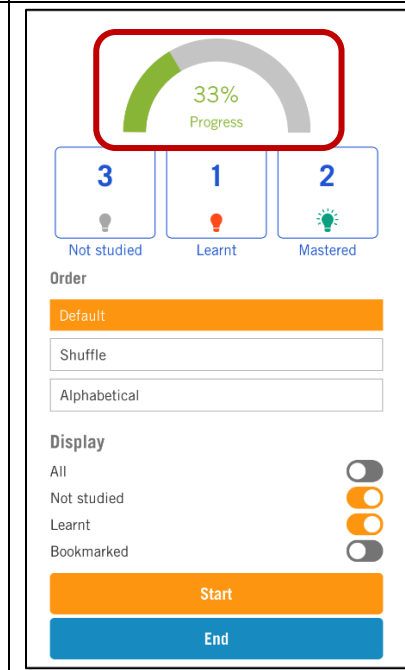 33%
Progress
3 1 2
Not studied Learnt Mastered
Order
Default
Shuffle
Alphabetical
Display
All
Not studied
Learnt
Bookmarked
Start
End